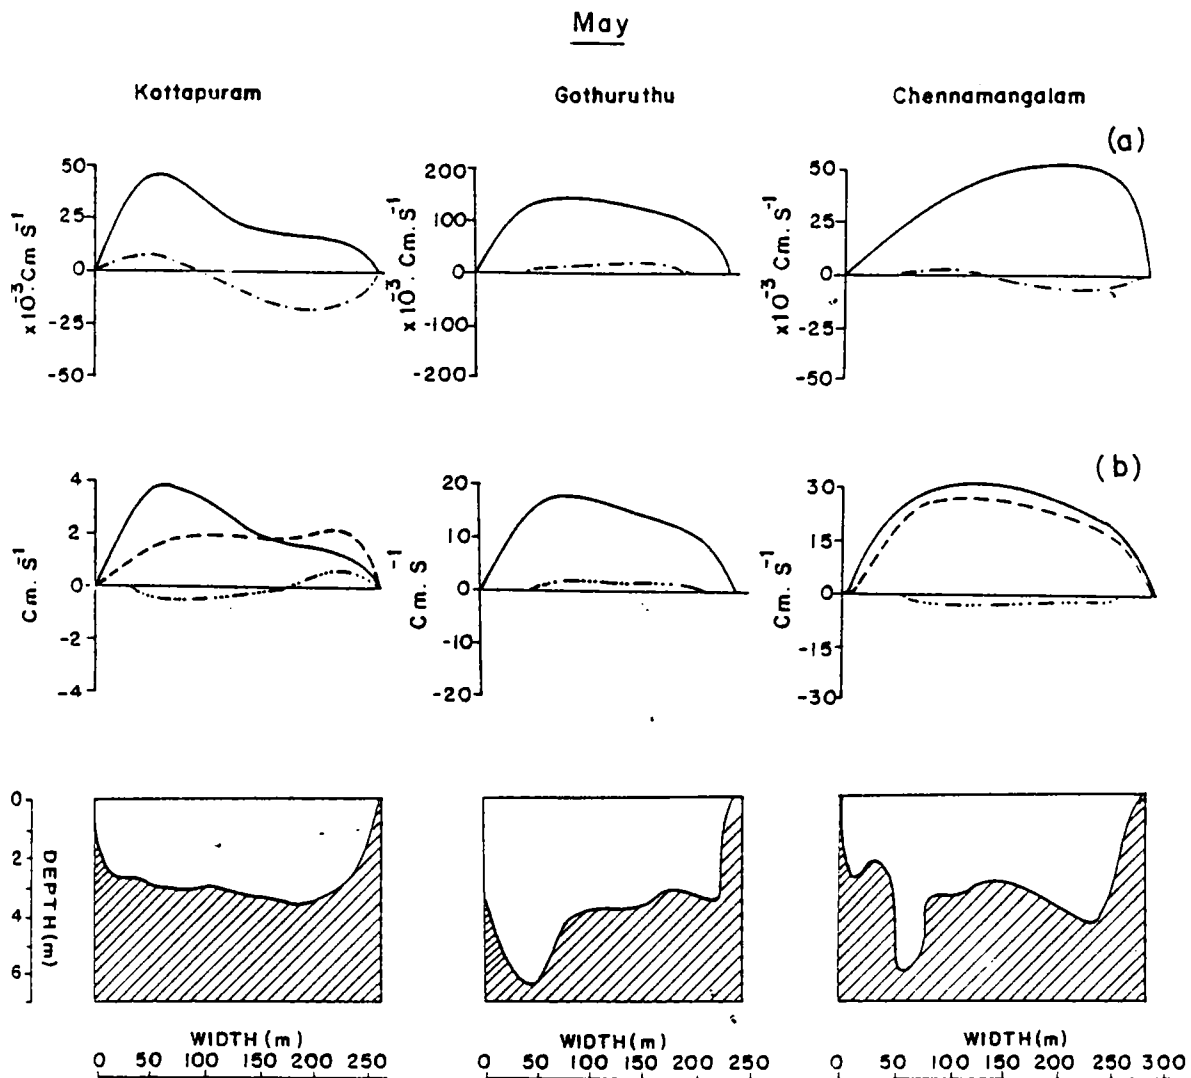 May
Kottapuram Gothuruthu Chennamangalam
(a)
50 25 0 -25 -50
x10⁻³. Cm S⁻¹
200 100 0 -100 -200
x10⁻³. Cm. S⁻¹
50 25 0 -25 -50
x10⁻³ Cm. S⁻¹
(b)
4 2 0 -2 -4
Cm. S⁻¹
20 10 0 -10 -20
Cm. S⁻¹
30 15 0 -15 -30
Cm. S⁻¹
0 2 4 6
DEPTH (m)
WIDTH (m) WIDTH (m) WIDTH (m)
0 50 100 150 200 250 0 50 100 150 200 250 0 50 100 150 200 250 300